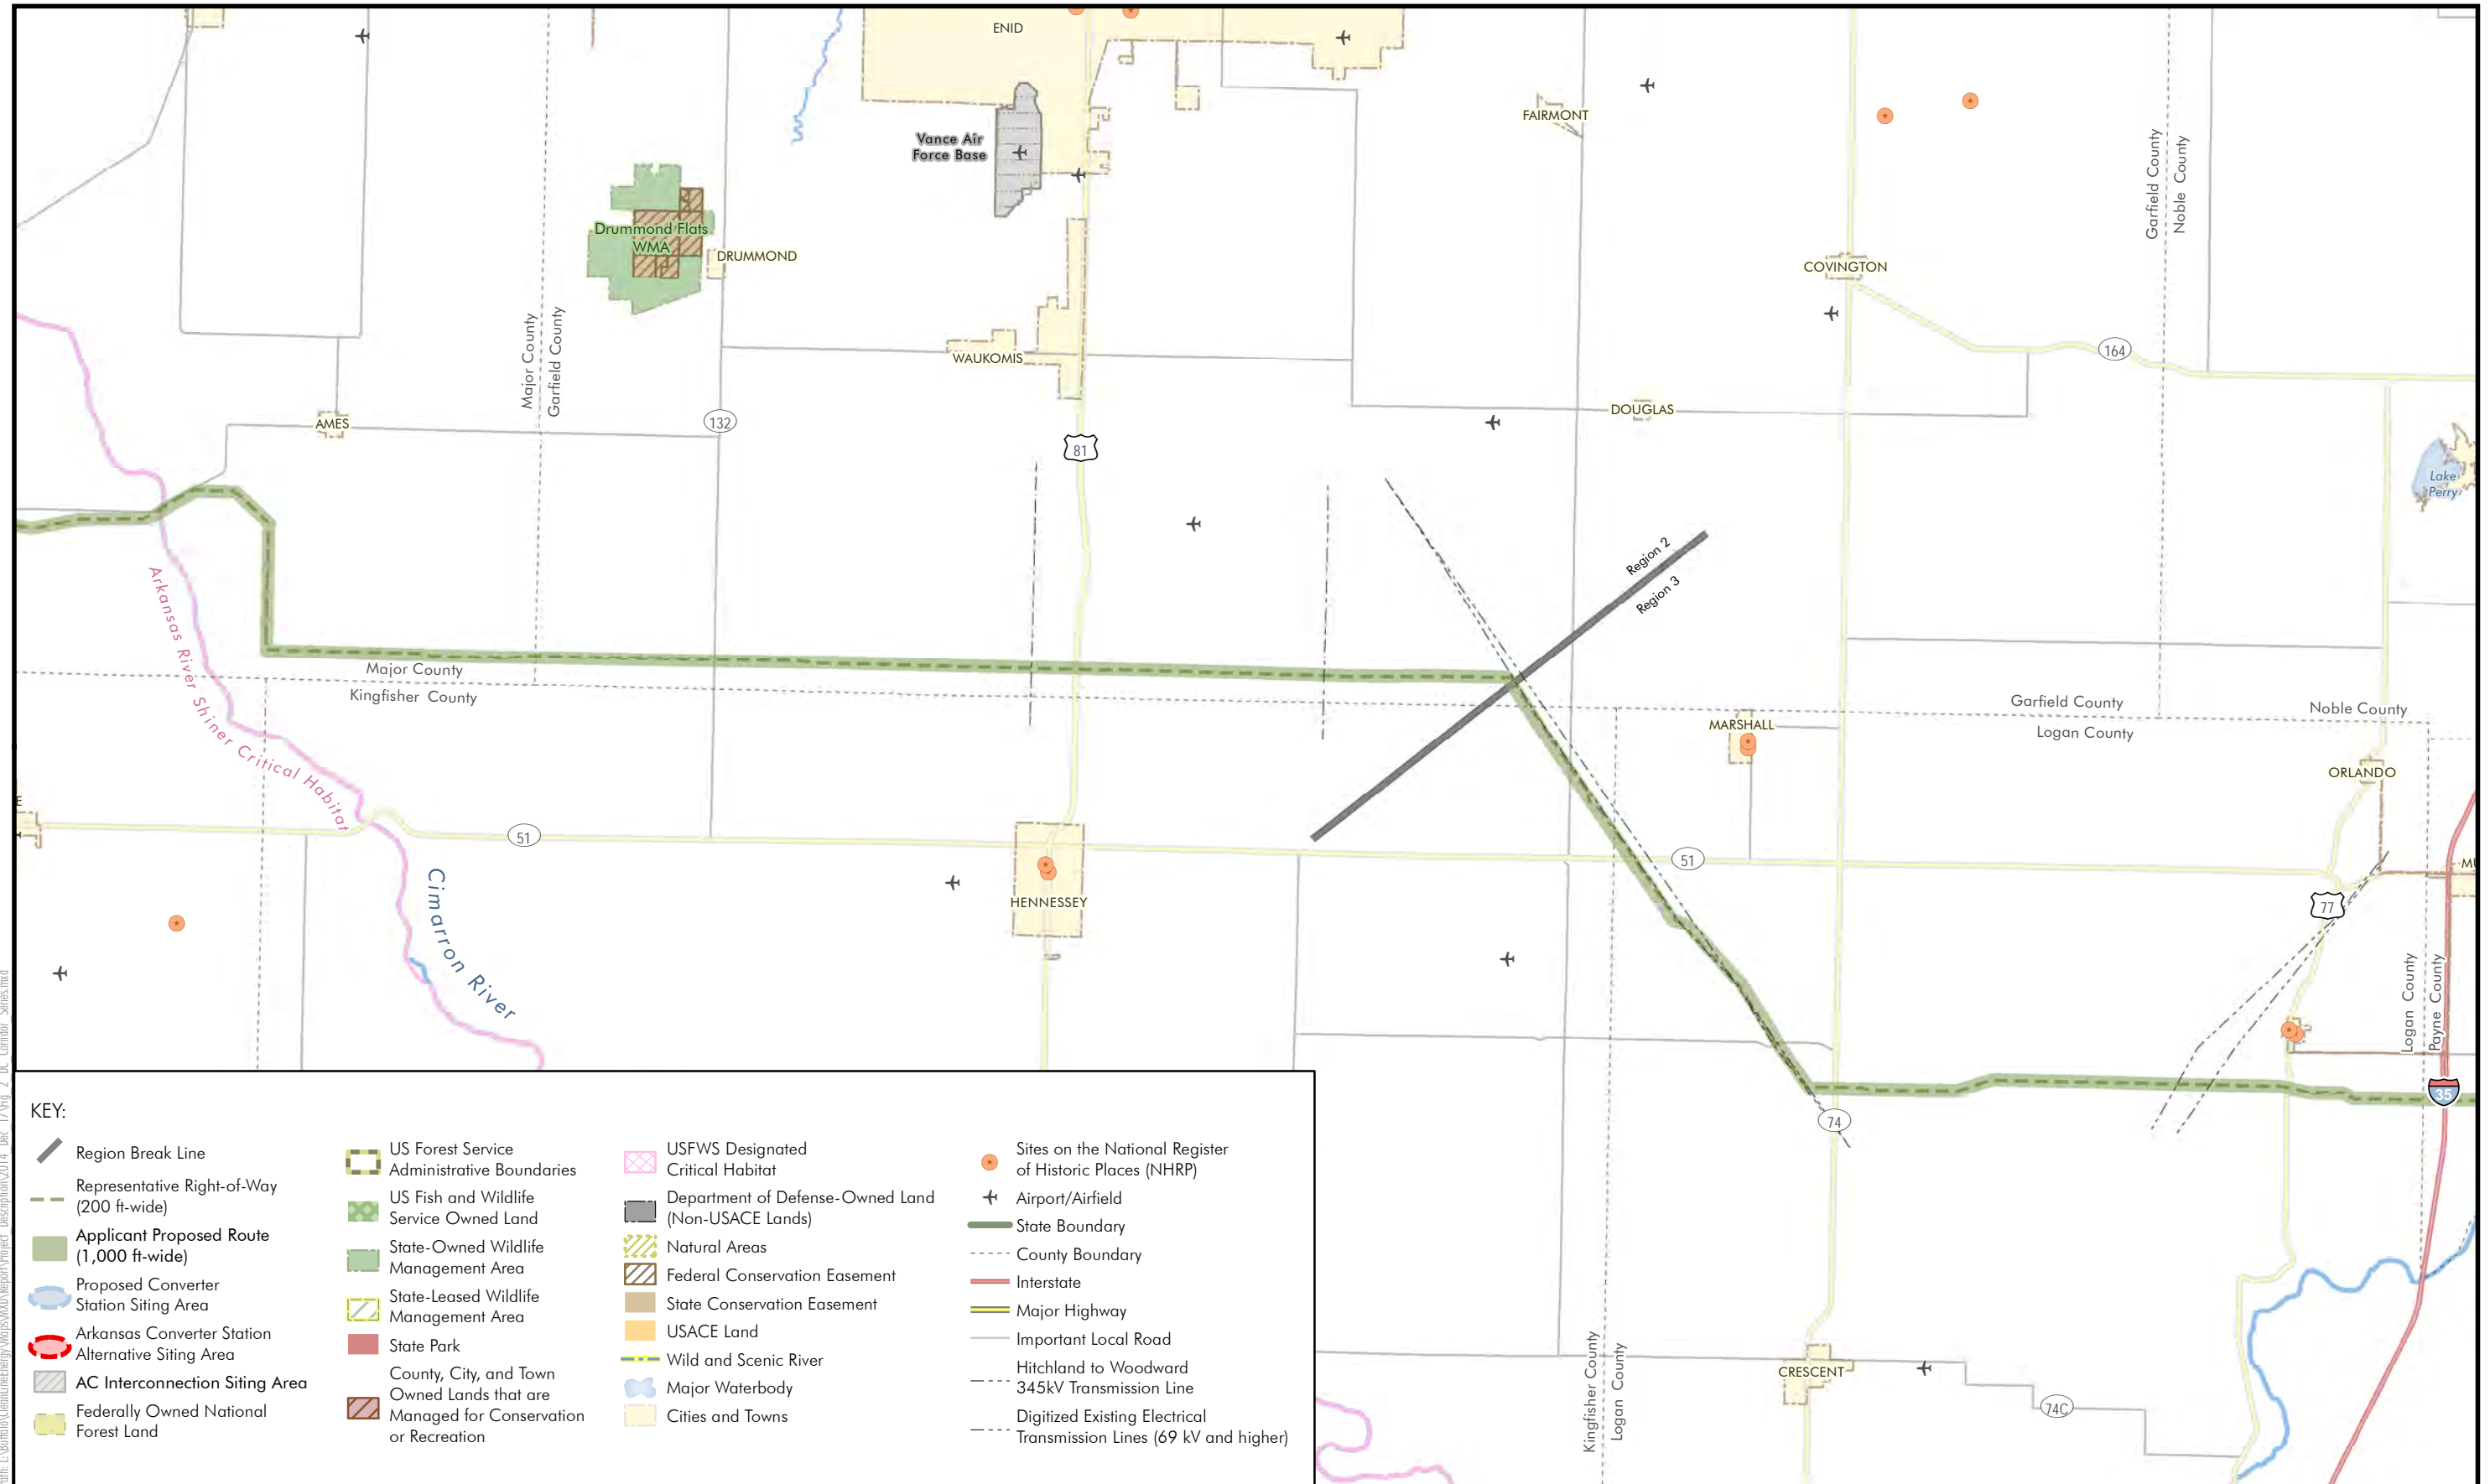 ENID
FAIRMONT
Vance Air
Force Base
Garfield County
Noble County
Drummond Flats
WMA
DRUMMOND
COVINGTON
164
Major County
Garfield County
WAUKOMIS
AMES
132
DOUGLAS
81
Lake
Perry
Region 2
Region 3
Arkansas River Shiner Critical Habitat
Major County
Kingfisher County
Garfield County
Logan County
Noble County
MARSHALL
ORLANDO
E
51
51
MU
HENNESSEY
77
Cimarron River
Logan County
Payne County
35
74
Kingfisher County
Logan County
CRESCENT
74C
KEY:
Region Break Line
Representative Right-of-Way
(200 ft-wide)
Applicant Proposed Route
(1,000 ft-wide)
Proposed Converter
Station Siting Area
Arkansas Converter Station
Alternative Siting Area
AC Interconnection Siting Area
Federally Owned National
Forest Land
US Forest Service
Administrative Boundaries
US Fish and Wildlife
Service Owned Land
State-Owned Wildlife
Management Area
State-Leased Wildlife
Management Area
State Park
County, City, and Town
Owned Lands that are
Managed for Conservation
or Recreation
USFWS Designated
Critical Habitat
Department of Defense-Owned Land
(Non-USACE Lands)
Natural Areas
Federal Conservation Easement
State Conservation Easement
USACE Land
Wild and Scenic River
Major Waterbody
Cities and Towns
Sites on the National Register
of Historic Places (NHRP)
Airport/Airfield
State Boundary
County Boundary
Interstate
Major Highway
Important Local Road
Hitchland to Woodward
345kV Transmission Line
Digitized Existing Electrical
Transmission Lines (69 kV and higher)